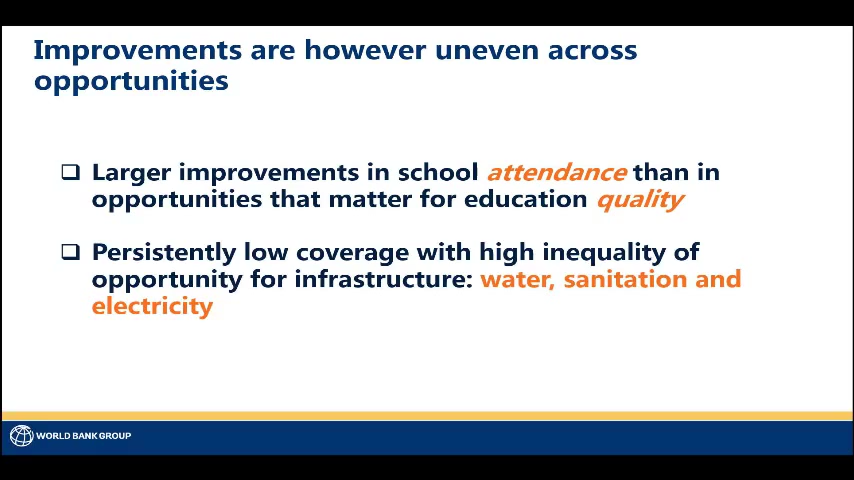 Improvements are however uneven across
opportunities
Larger improvements in school attendance than in
opportunities that matter for education quality
Persistently low coverage with high inequality of
opportunity for infrastructure: water, sanitation and
electricity
WORLD BANK GROUP